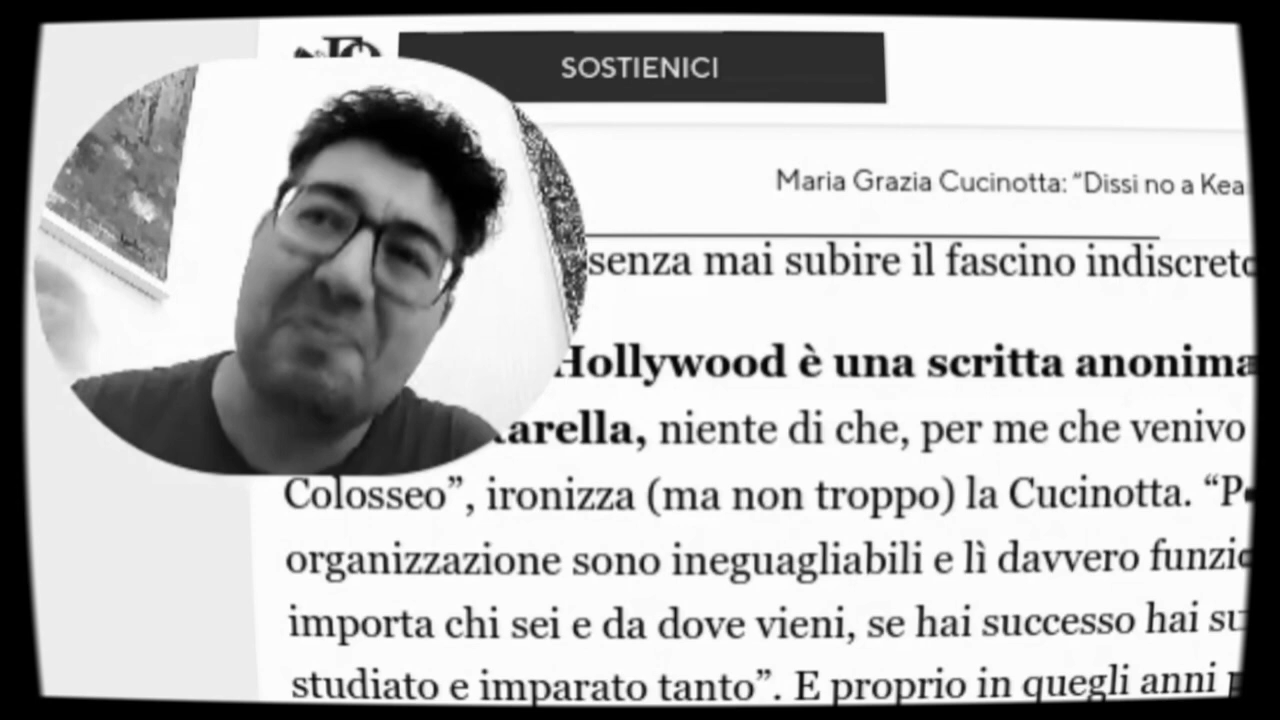 SOSTIENICI
Maria Grazia Cucinotta: “Dissi no a Kea
senza mai subire il fascino indiscreto
Hollywood è una scritta anonima
niente di che, per me che venivo
Colosseo”, ironizza (ma non troppo) la Cucinotta.
organizzazione sono ineguagliabili e lì davvero
importa chi sei e da dove vieni, se hai successo hai
studiato e imparato tanto”. E proprio in quegli anni